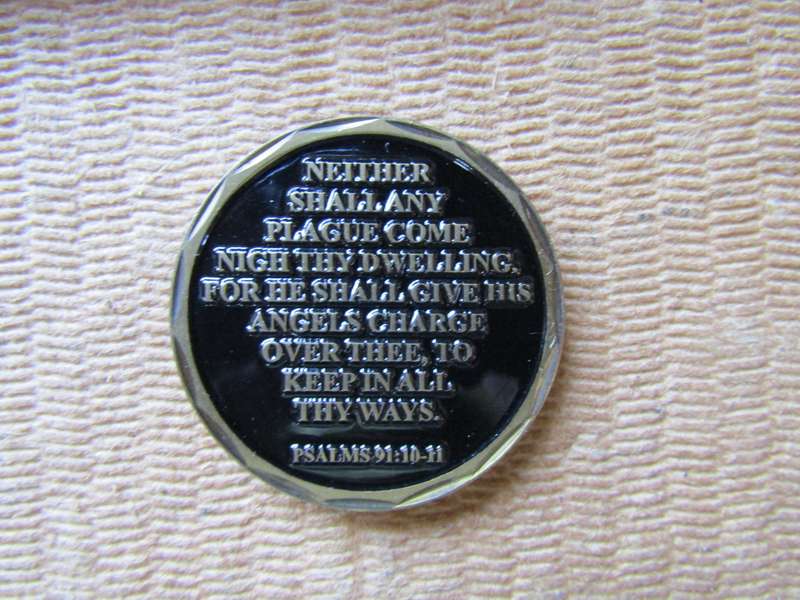 NEITHER
SHALL ANY
PLAGUE COME
NIGH THY DWELLING.
FOR HE SHALL GIVE HIS
ANGELS CHARGE
OVER THEE, TO
KEEP IN ALL
THY WAYS.
PSALMS 91:10-11